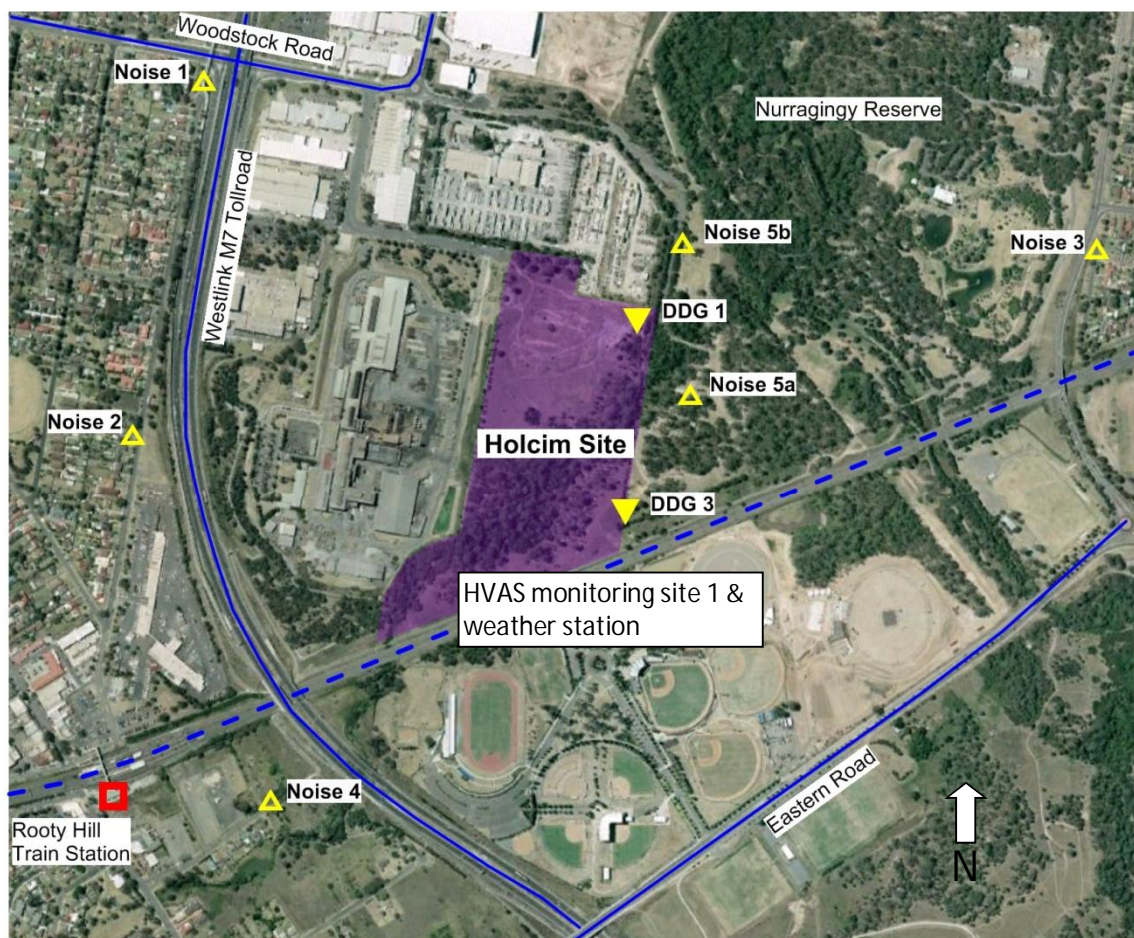 Woodstock Road
Noise 1
Westlink M7 Tollroad
Nurragingy Reserve
Noise 5b
Noise 3
DDG 1
Noise 5a
Noise 2
Holcim Site
DDG 3
HVAS monitoring site 1 &
weather station
Eastern Road
Noise 4
Rooty Hill
Train Station
N